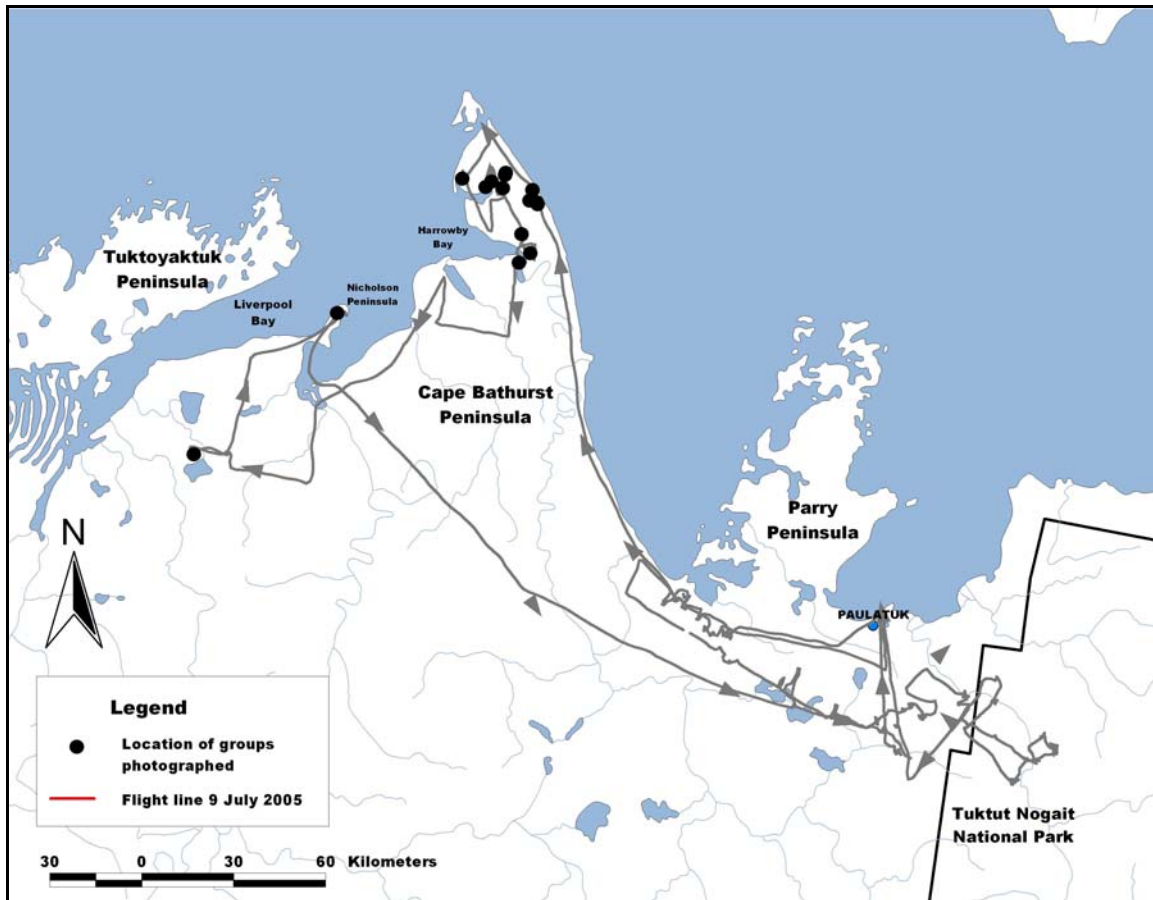 Harrowby
Bay
Tuktoyaktuk
Peninsula
Nicholson
Peninsula
Liverpool
Bay
Cape Bathurst
Peninsula
Parry
Peninsula
N
PAULATUK
Legend
Location of groups
photographed
Flight line 9 July 2005
Tuktut Nogait
National Park
30 0 30 60 Kilometers